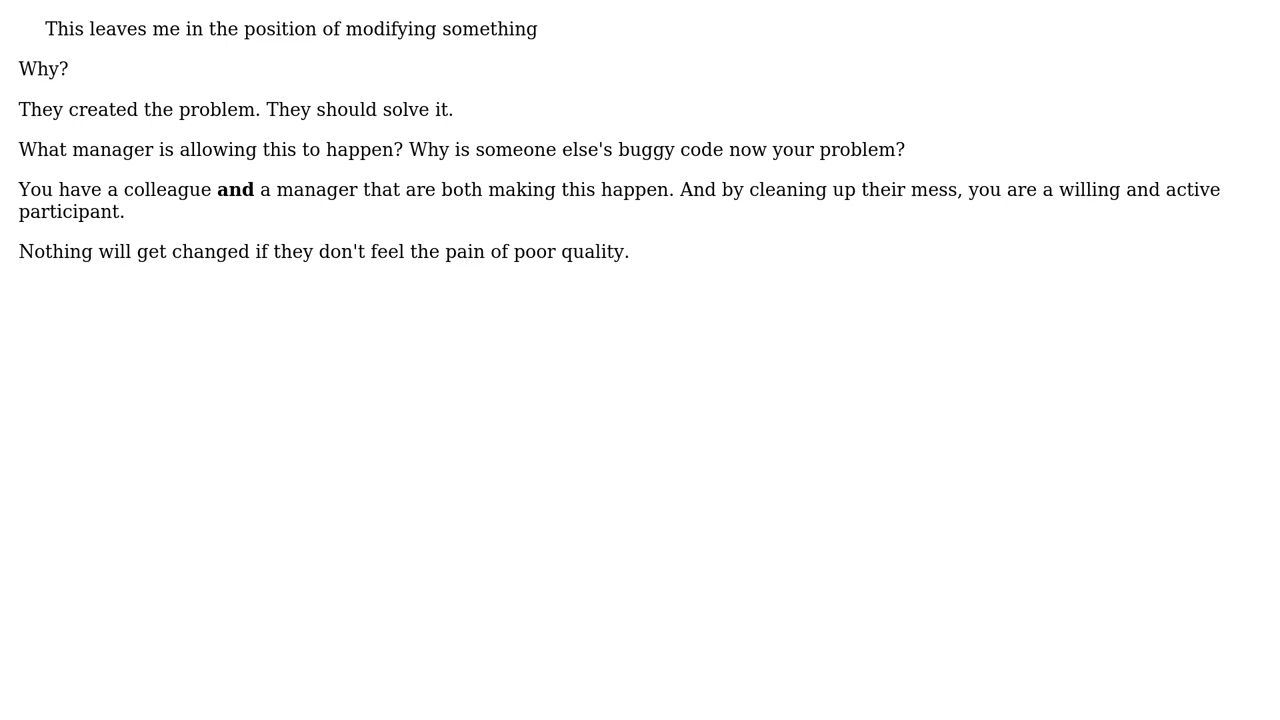 This leaves me in the position of modifying something
Why?
They created the problem. They should solve it.
What manager is allowing this to happen? Why is someone else's buggy code now your problem?
You have a colleague and a manager that are both making this happen. And by cleaning up their mess, you are a willing and active
participant.
Nothing will get changed if they don't feel the pain of poor quality.